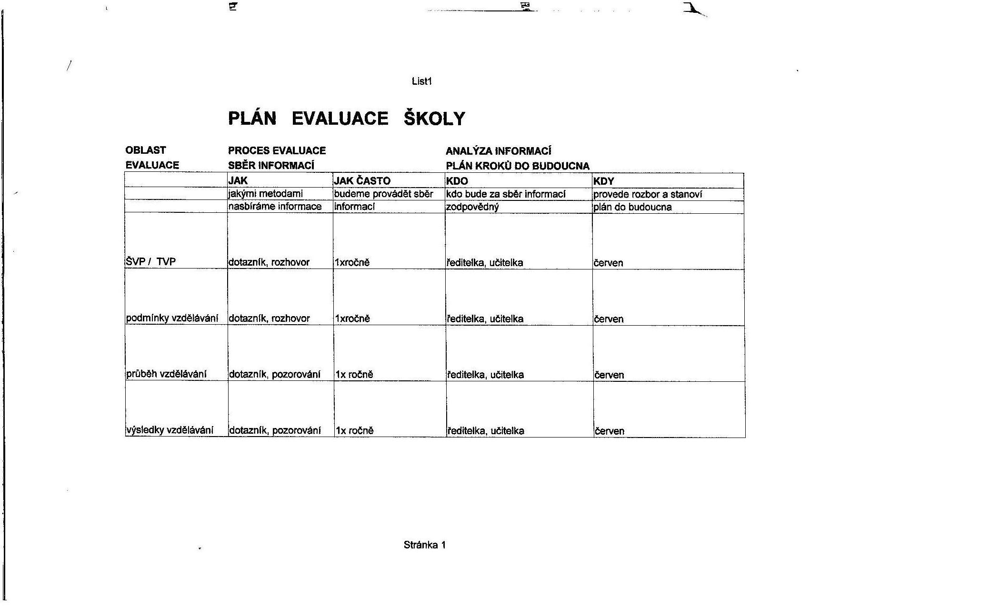 List1
PLÁN EVALUACE ŠKOLY
OBLAST PROCES EVALUACE ANALÝZA INFORMACÍ
EVALUACE SBĚR INFORMACÍ PLÁN KROKŮ DO BUDOUCNA
JAK JAK ČASTO KDO KDY
jakými metodami budeme provádět sběr kdo bude za sběr informací provede rozbor a stanoví
nasbíráme informace informací zodpovědný plán do budoucna
ŠVP / TVP dotazník, rozhovor 1xročně ředitelka, učitelka červen
podmínky vzdělávání dotazník, rozhovor 1xročně ředitelka, učitelka červen
průběh vzdělávání dotazník, pozorování 1x ročně ředitelka, učitelka červen
výsledky vzdělávání dotazník, pozorování 1x ročně ředitelka, učitelka červen
Stránka 1